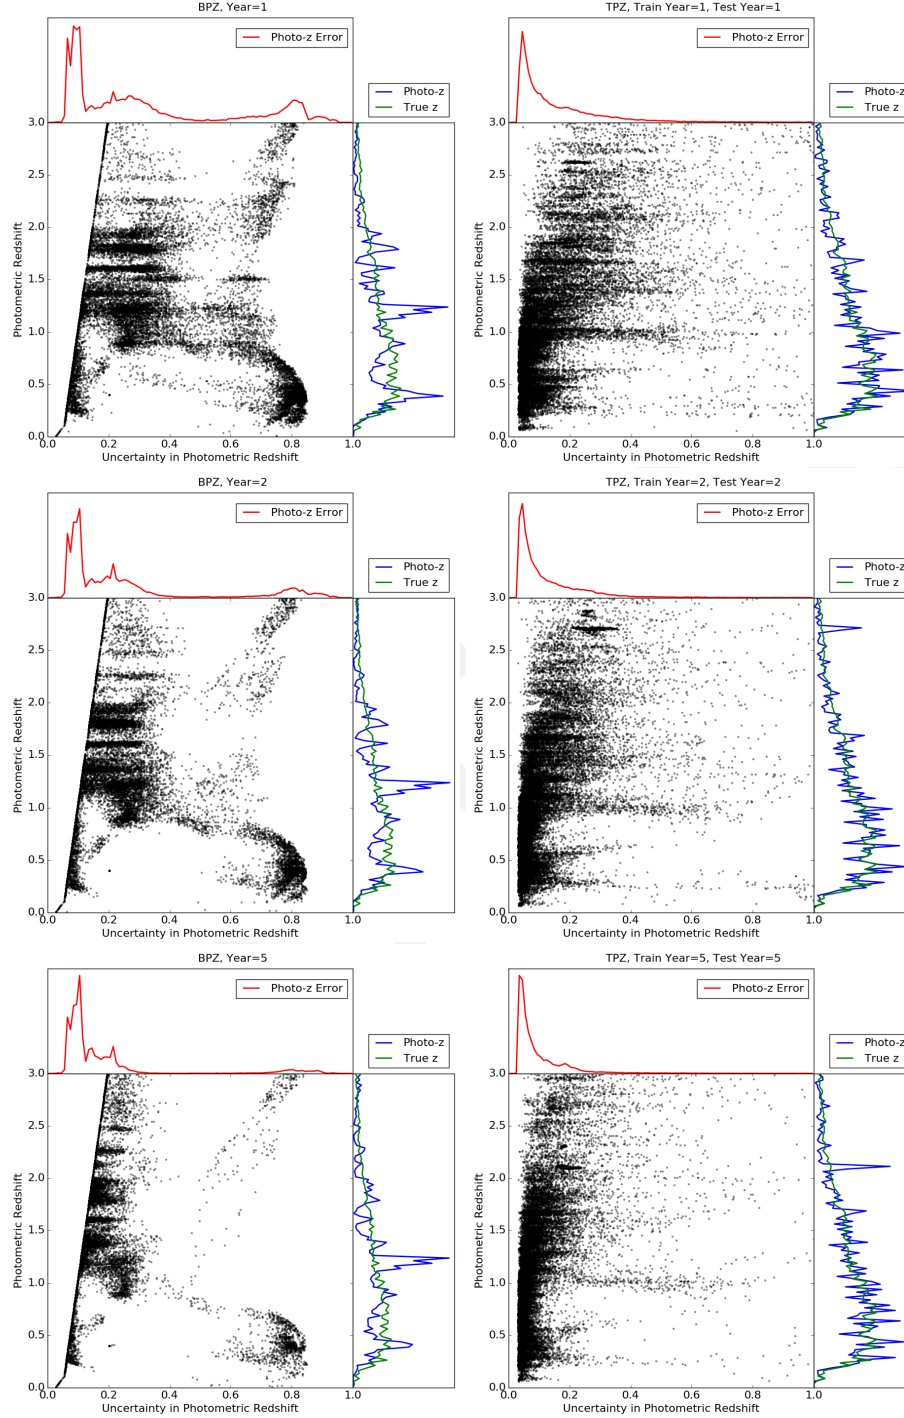 BPZ, Year=1
Photo-z Error
Photo-z
True z
3.0
2.5
2.0
1.5
1.0
0.5
0.0
Photometric Redshift
0.0 0.2 0.4 0.6 0.8 1.0
Uncertainty in Photometric Redshift
TPZ, Train Year=1, Test Year=1
Photo-z Error
Photo-z
True z
3.0
2.5
2.0
1.5
1.0
0.5
0.0
Photometric Redshift
0.0 0.2 0.4 0.6 0.8 1.0
Uncertainty in Photometric Redshift
BPZ, Year=2
Photo-z Error
Photo-z
True z
3.0
2.5
2.0
1.5
1.0
0.5
0.0
Photometric Redshift
0.0 0.2 0.4 0.6 0.8 1.0
Uncertainty in Photometric Redshift
TPZ, Train Year=2, Test Year=2
Photo-z Error
Photo-z
True z
3.0
2.5
2.0
1.5
1.0
0.5
0.0
Photometric Redshift
0.0 0.2 0.4 0.6 0.8 1.0
Uncertainty in Photometric Redshift
BPZ, Year=5
Photo-z Error
Photo-z
True z
3.0
2.5
2.0
1.5
1.0
0.5
0.0
Photometric Redshift
0.0 0.2 0.4 0.6 0.8 1.0
Uncertainty in Photometric Redshift
TPZ, Train Year=5, Test Year=5
Photo-z Error
Photo-z
True z
3.0
2.5
2.0
1.5
1.0
0.5
0.0
Photometric Redshift
0.0 0.2 0.4 0.6 0.8 1.0
Uncertainty in Photometric Redshift